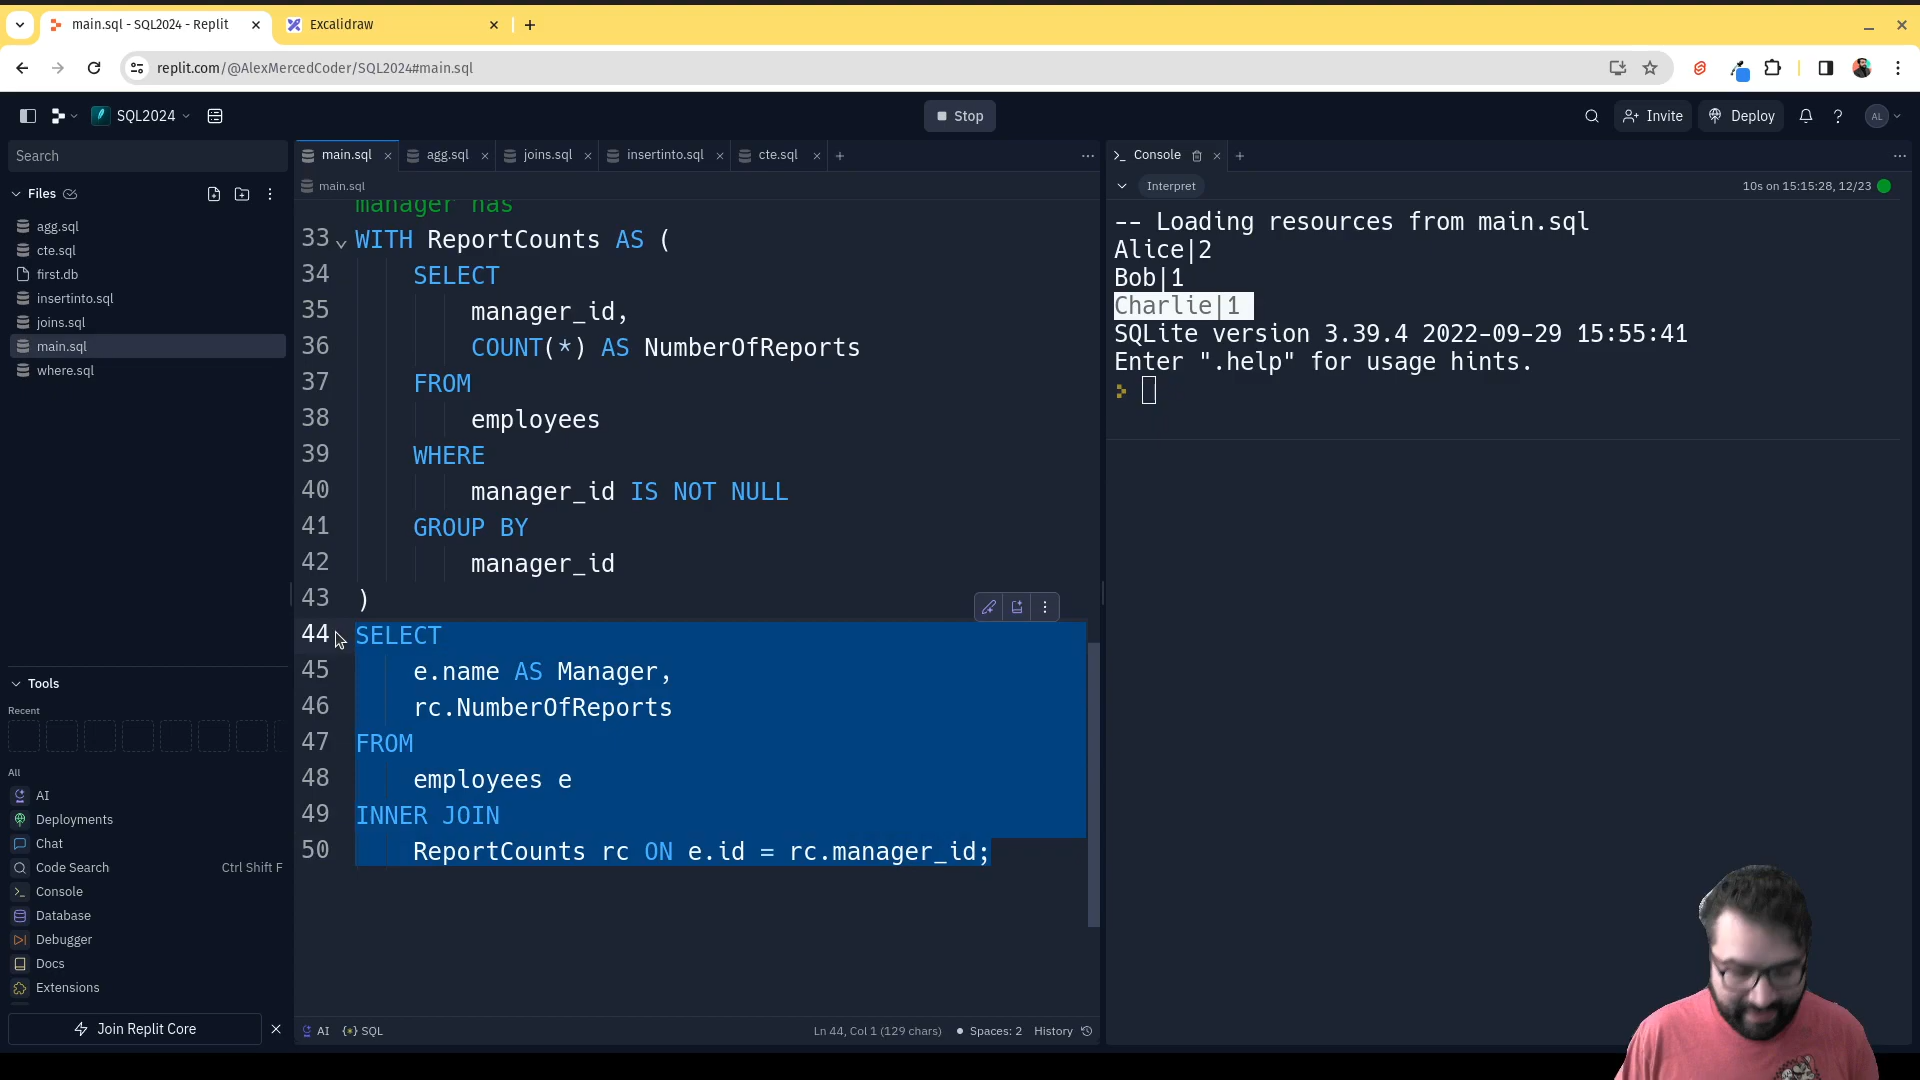 main.sql - SQL2024 - Replit
Excalidraw
replit.com/@AlexMercedCoder/SQL2024#main.sql
SQL2024
Stop
Invite
Deploy
AL
Search
Files
agg.sql
cte.sql
first.db
insertinto.sql
joins.sql
main.sql
where.sql
Tools
Recent
All
AI
Deployments
Chat
Code Search Ctrl Shift F
Console
Database
Debugger
Docs
Extensions
Join Replit Core
main.sql
agg.sql
joins.sql
insertinto.sql
cte.sql
main.sql
manager has
33 WITH ReportCounts AS (
34 SELECT
35 manager_id,
36 COUNT(*) AS NumberOfReports
37 FROM
38 employees
39 WHERE
40 manager_id IS NOT NULL
41 GROUP BY
42 manager_id
43 )
44 SELECT
45 e.name AS Manager,
46 rc.NumberOfReports
47 FROM
48 employees e
49 INNER JOIN
50 ReportCounts rc ON e.id = rc.manager_id;
AI
SQL
Ln 44, Col 1 (129 chars)
Spaces: 2
History
Console
Interpret
10s on 15:15:28, 12/23
-- Loading resources from main.sql
Alice|2
Bob|1
Charlie|1
SQLite version 3.39.4 2022-09-29 15:55:41
Enter ".help" for usage hints.